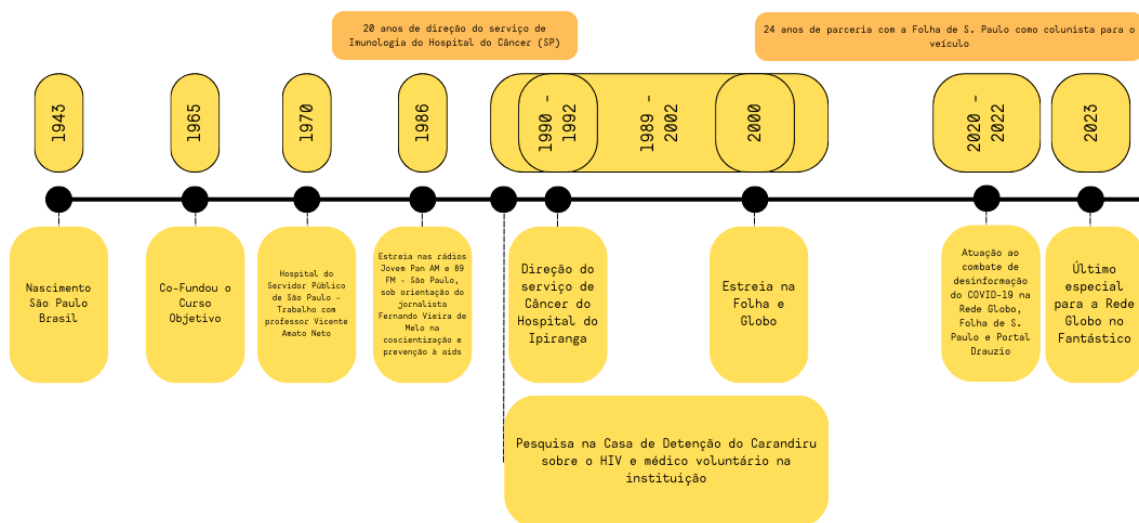 20 anos de direção do serviço de
Imunologia do Hospital do Câncer (SP)
24 anos de parceria com a Folha de S. Paulo como colunista para o
veículo
1943
1965
1970
1986
1990 -
1992
1989 -
2002
2000
2020 -
2022
2023
Nascimento
São Paulo
Brasil
Co-Fundou o
Curso
Objetivo
Hospital do
Servidor Público
de São Paulo -
Trabalho com
professor Vicente
Amato Neto
Estreia nas rádios
Jovem Pan AM e 89
FM - São Paulo,
sob orientação do
jornalista
Fernando Vieira de
Melo na
coscientização e
prevenção à aids
Direção do
serviço de
Câncer do
Hospital do
Ipiranga
Estreia na
Folha e
Globo
Atuação ao
combate de
desinformação
do COVID-19 na
Rede Globo,
Folha de S.
Paulo e Portal
Drauzio
Último
especial
para a Rede
Globo no
Fantástico
Pesquisa na Casa de Detenção do Carandiru
sobre o HIV e médico voluntário na
instituição